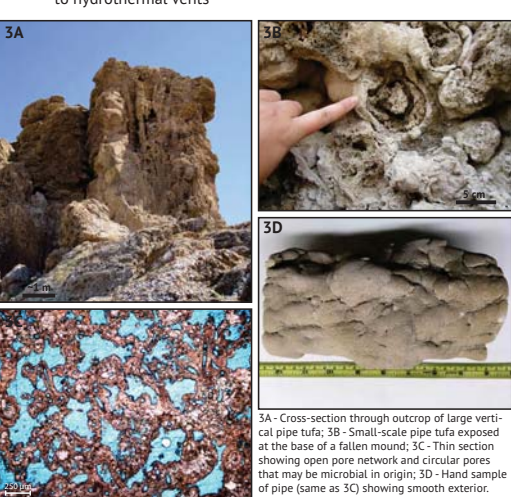 to hydrothermal vents
3A
3B
~1 m
5 cm
3D
250 µm
3A - Cross-section through outcrop of large verti-
cal pipe tufa; 3B - Small-scale pipe tufa exposed
at the base of a fallen mound; 3C - Thin section
showing open pore network and circular pores
that may be microbial in origin; 3D - Hand sample
of pipe (same as 3C) showing smooth exterior.